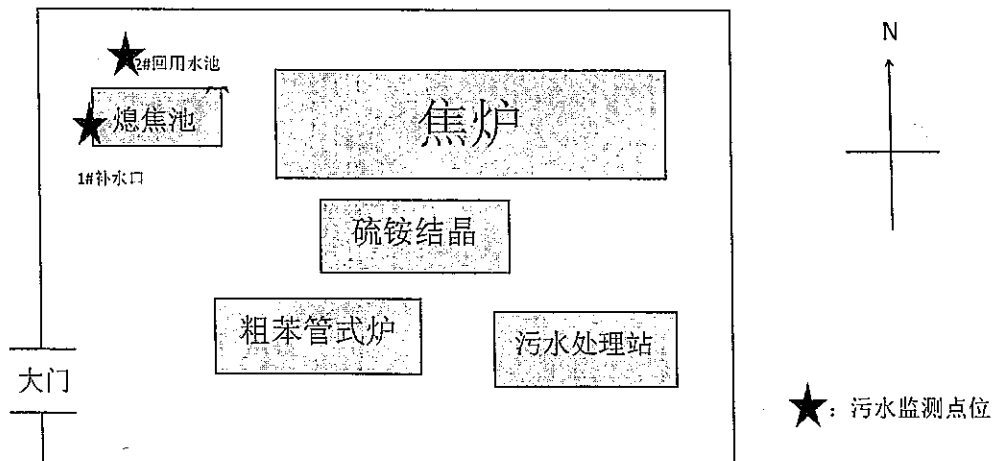 N
2#回用水池
熄焦池
焦炉
1#补水口
硫铵结晶
粗苯管式炉
污水处理站
大门
：污水监测点位